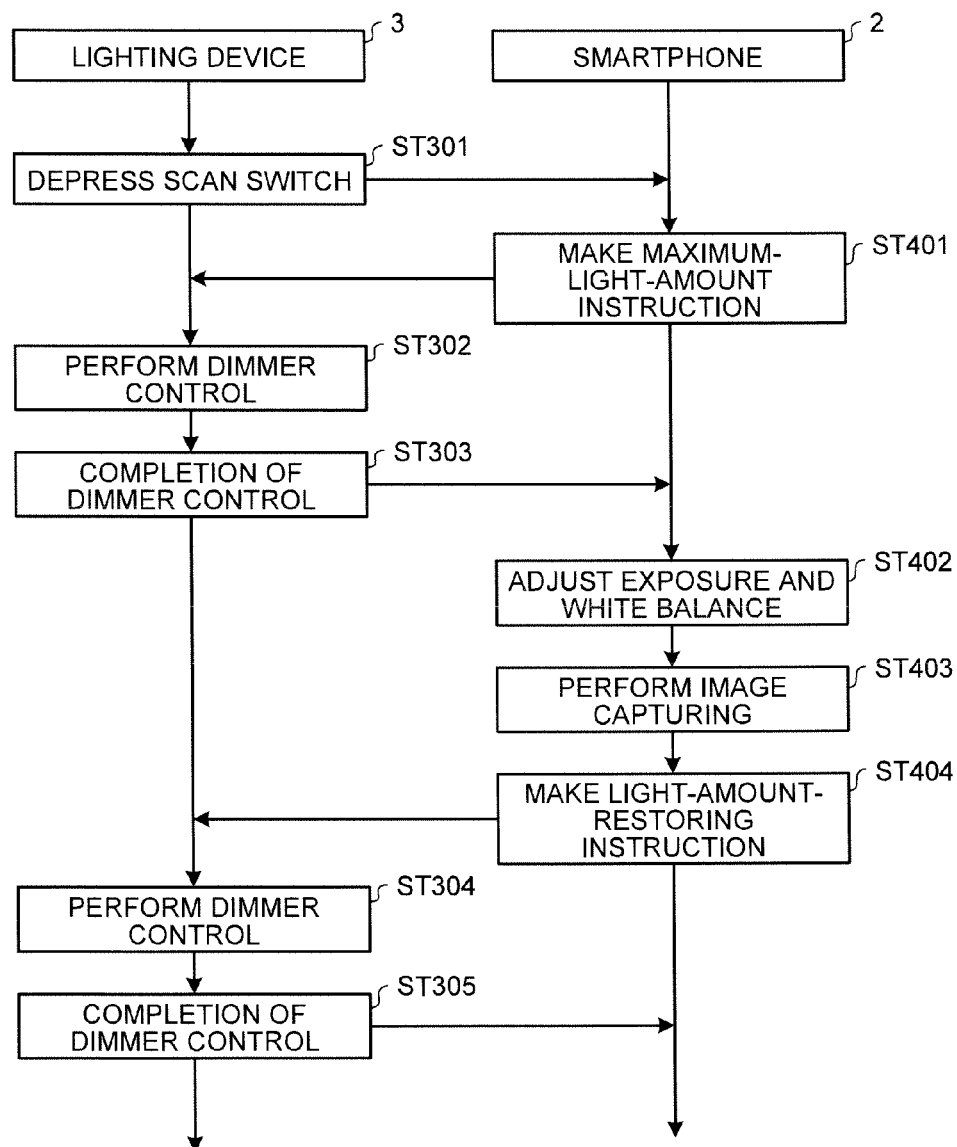 3
2
LIGHTING DEVICE
SMARTPHONE
ST301
DEPRESS SCAN SWITCH
ST401
MAKE MAXIMUM-
LIGHT-AMOUNT
INSTRUCTION
ST302
PERFORM DIMMER
CONTROL
ST303
COMPLETION OF
DIMMER CONTROL
ST402
ADJUST EXPOSURE AND
WHITE BALANCE
ST403
PERFORM IMAGE
CAPTURING
ST404
MAKE LIGHT-AMOUNT-
RESTORING
INSTRUCTION
ST304
PERFORM DIMMER
CONTROL
ST305
COMPLETION OF
DIMMER CONTROL